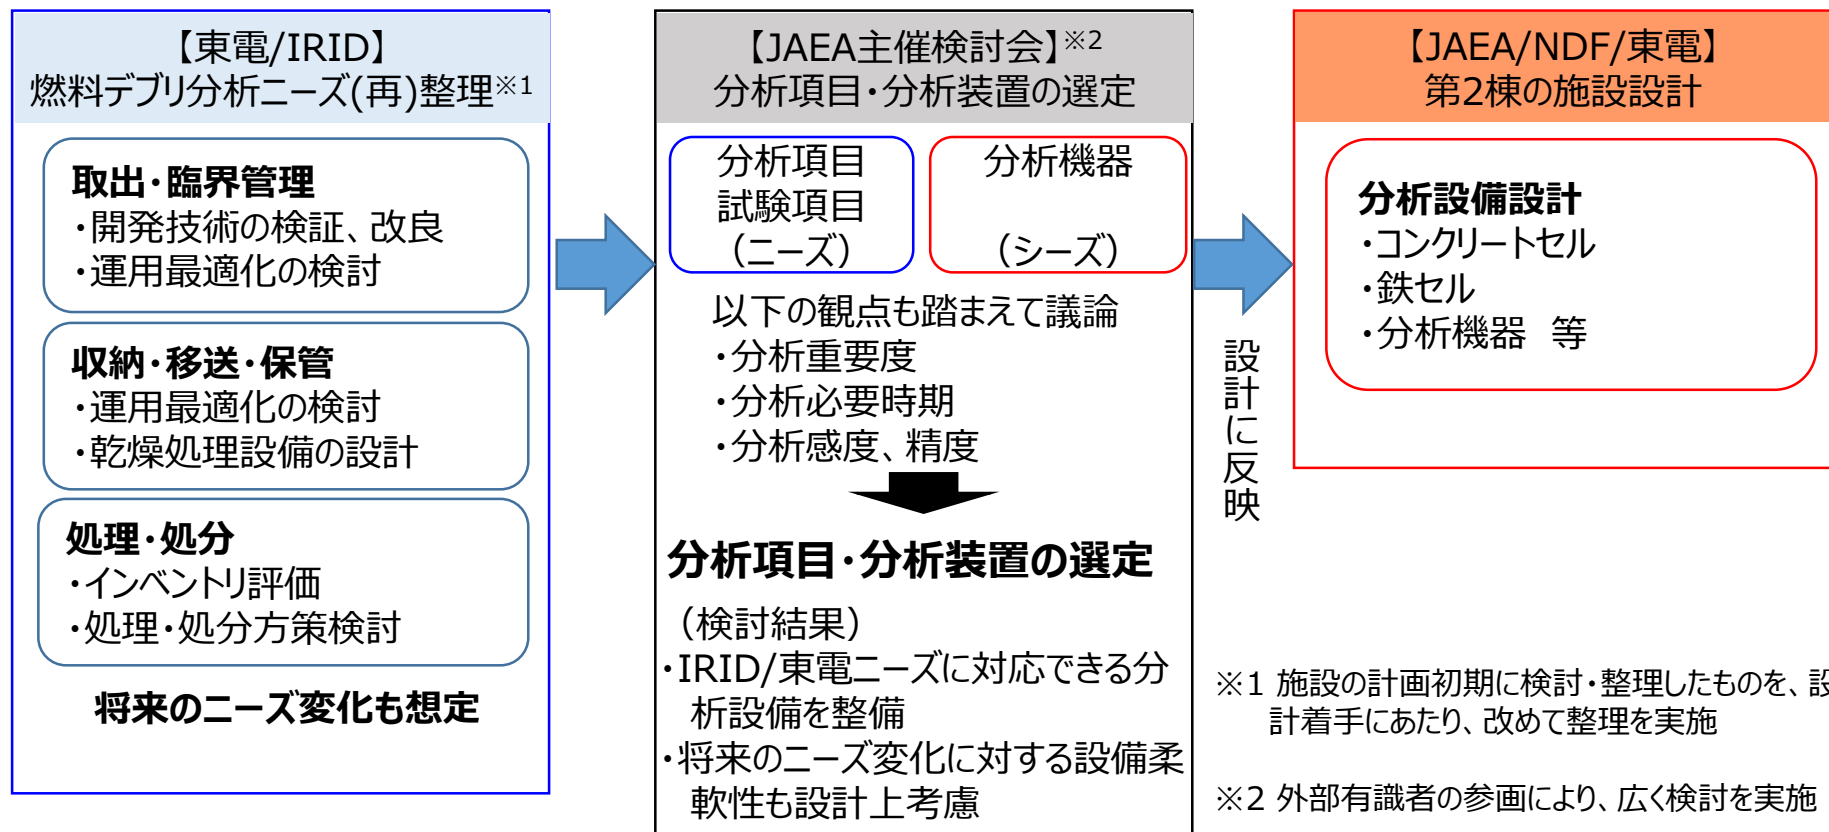 【東電/IRID】
燃料デブリ分析ニーズ(再)整理※1
取出・臨界管理
・開発技術の検証、改良
・運用最適化の検討
収納・移送・保管
・運用最適化の検討
・乾燥処理設備の設計
処理・処分
・インベントリ評価
・処理・処分方策検討
将来のニーズ変化も想定
【JAEA主催検討会】※2
分析項目・分析装置の選定
分析項目
試験項目
（ニーズ）
分析機器
（シーズ）
以下の観点も踏まえて議論
・分析重要度
・分析必要時期
・分析感度、精度
分析項目・分析装置の選定
（検討結果）
・IRID/東電ニーズに対応できる分
析設備を整備
・将来のニーズ変化に対する設備柔
軟性も設計上考慮
設計に反映
【JAEA/NDF/東電】
第2棟の施設設計
分析設備設計
・コンクリートセル
・鉄セル
・分析機器　等
※1 施設の計画初期に検討・整理したものを、設
計着手にあたり、改めて整理を実施
※2 外部有識者の参画により、広く検討を実施